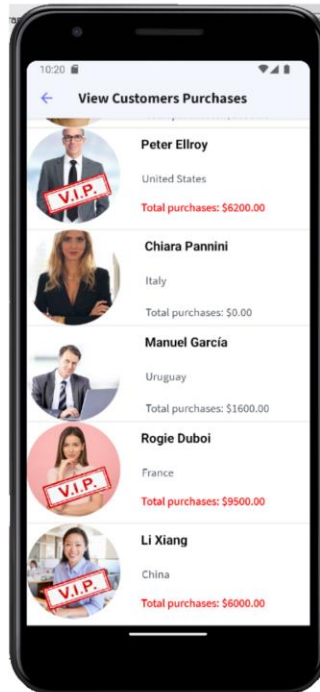 10:20
View Customers Purchases
Peter Ellroy
United States
V.I.P.
Total purchases: $6200.00
Chiara Pannini
Italy
Total purchases: $0.00
Manuel García
Uruguay
Total purchases: $1600.00
Rogie Duboi
France
V.I.P.
Total purchases: $9500.00
Li Xiang
China
V.I.P.
Total purchases: $6000.00